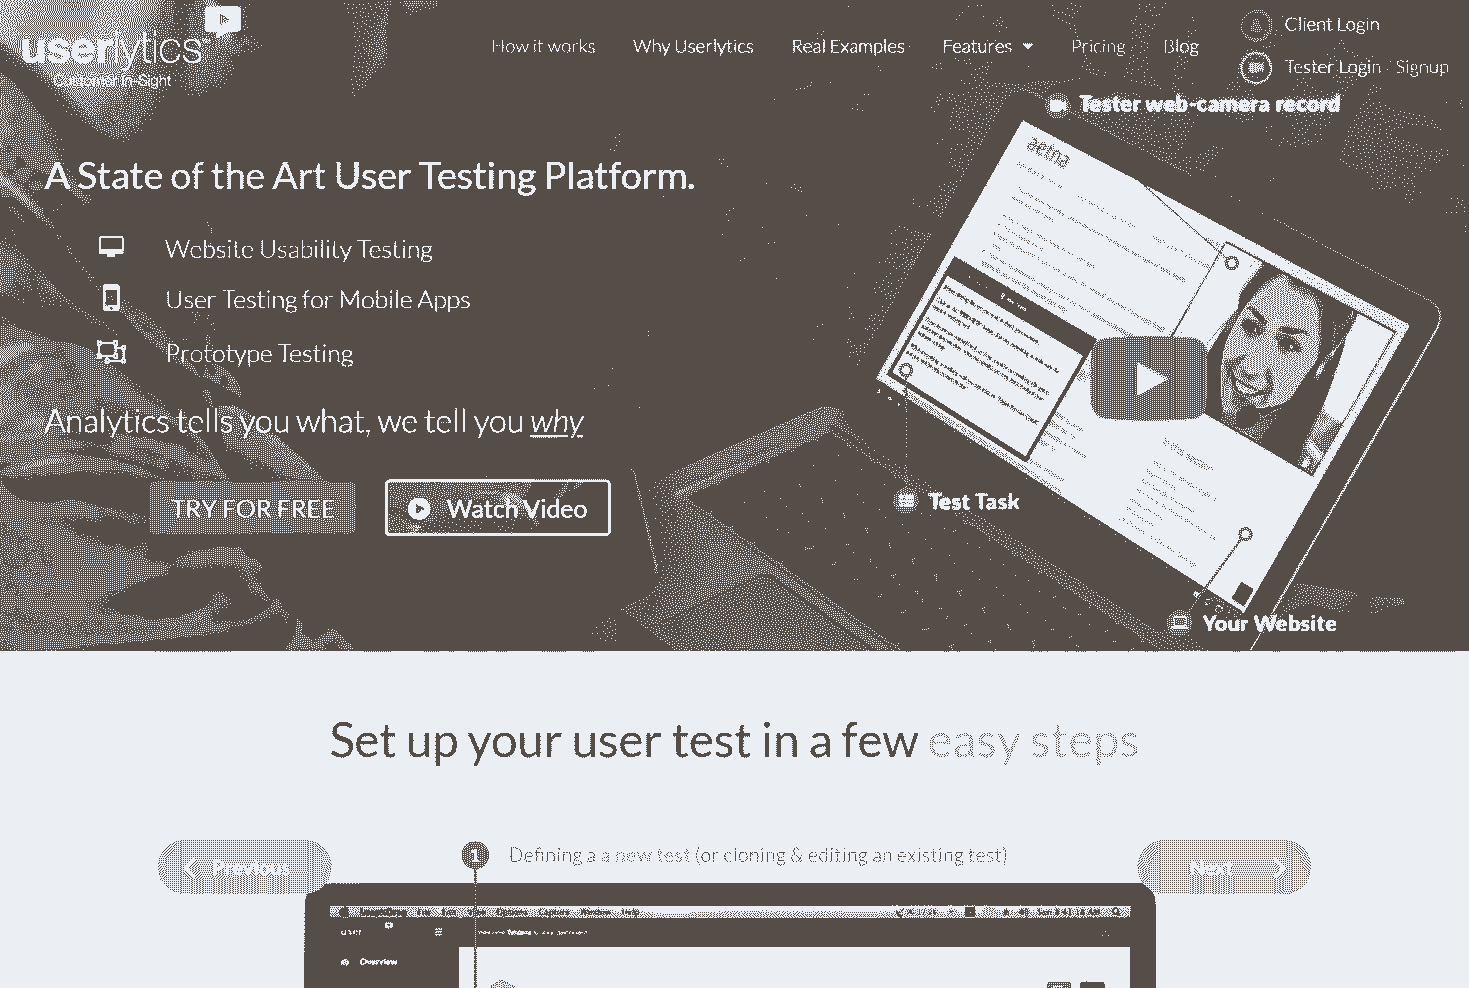 userlytics
Customer In-Sight
How it works
Why Userlytics
Real Examples
Features
Pricing
Blog
Client Login
Tester Login - Signup
Tester web-camera record
aetna
A State of the Art User Testing Platform.
Website Usability Testing
User Testing for Mobile Apps
Prototype Testing
Analytics tells you what, we tell you why
TRY FOR FREE
Watch Video
Test Task
Your Website
Set up your user test in a few easy steps
Previous
1 Defining a a new test (or cloning & editing an existing test)
Next
Overview